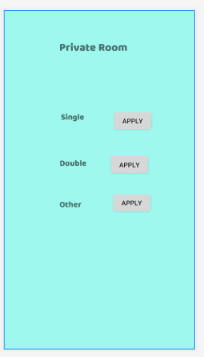 Private Room
Single APPLY
Double APPLY
Other APPLY